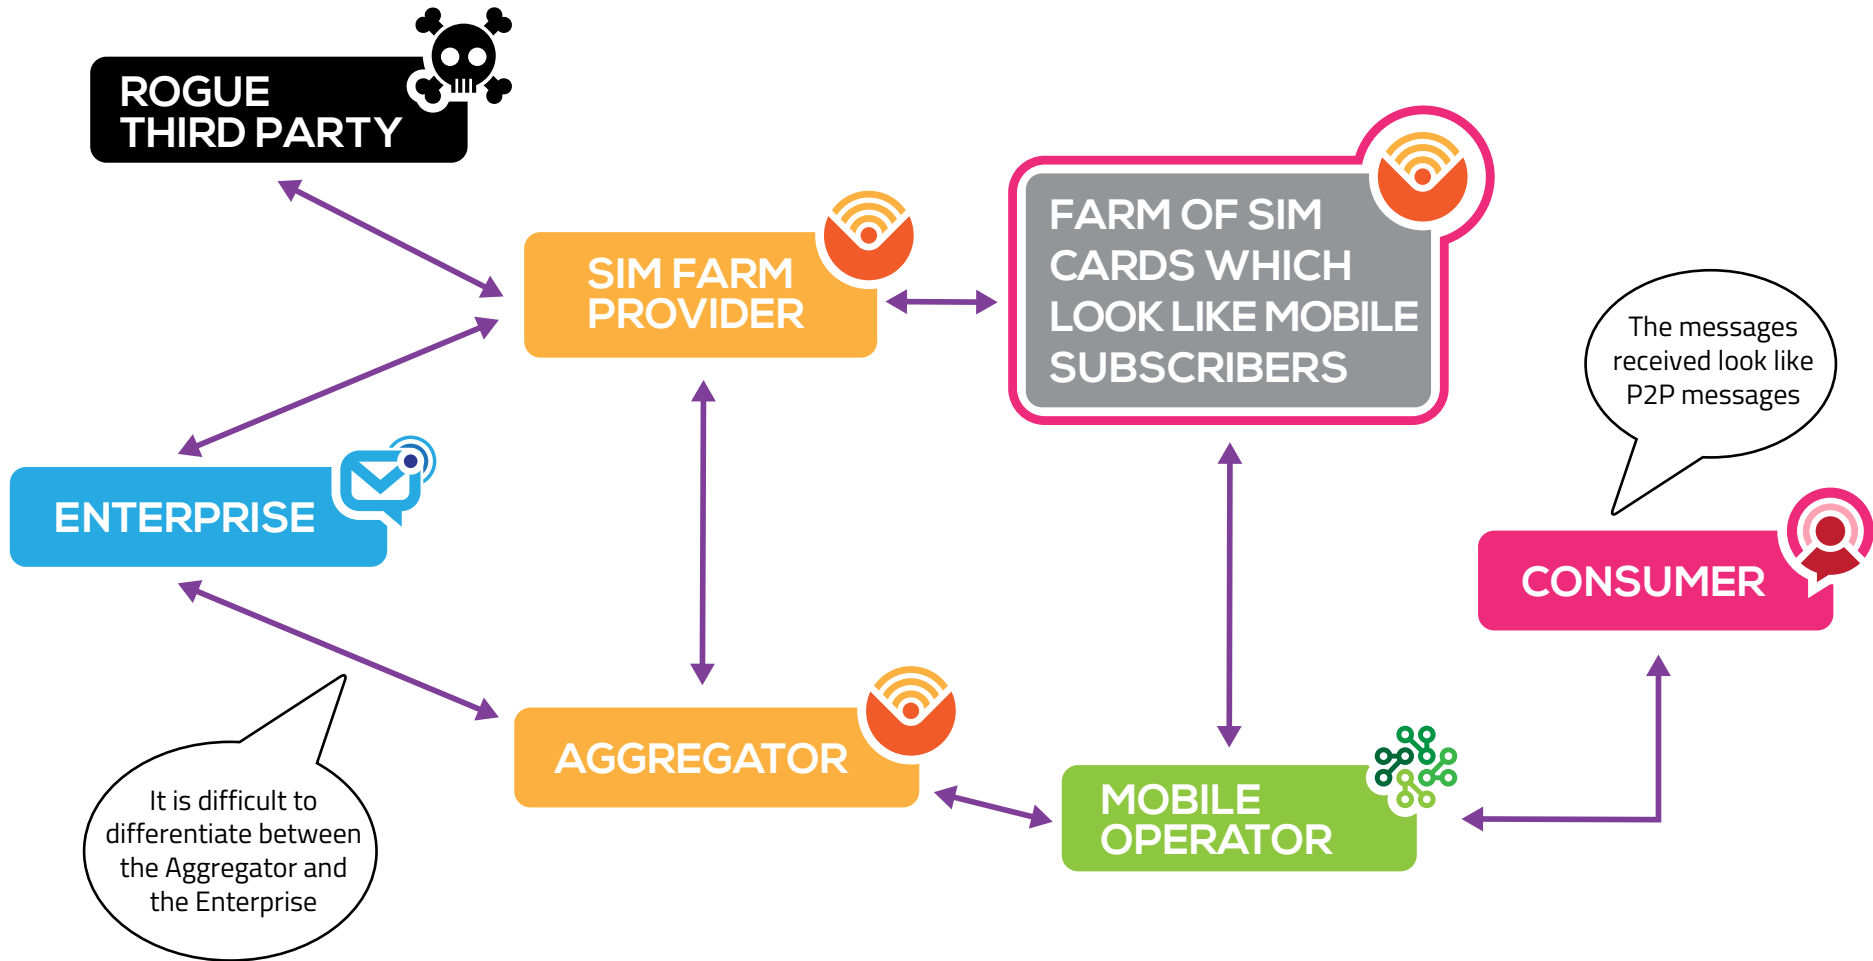 ROGUE
THIRD PARTY
SIM FARM
PROVIDER
FARM OF SIM
CARDS WHICH
LOOK LIKE MOBILE
SUBSCRIBERS
The messages
received look like
P2P messages
ENTERPRISE
CONSUMER
AGGREGATOR
MOBILE
OPERATOR
It is difficult to
differentiate between
the Aggregator and
the Enterprise